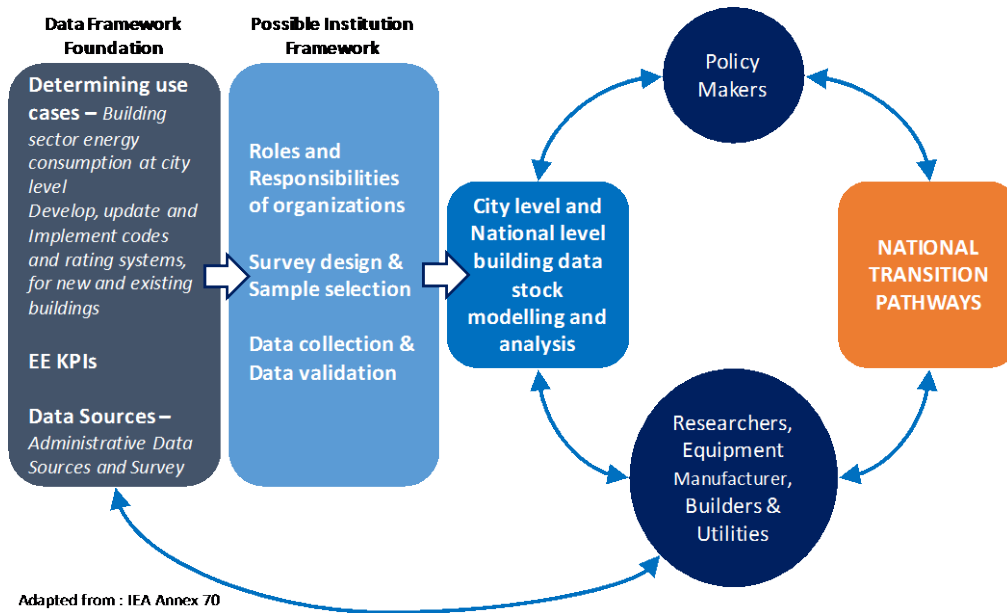 Data Framework
Foundation
Determining use
cases – Building
sector energy
consumption at city
level
Develop, update and
Implement codes
and rating systems,
for new and existing
buildings
EE KPIs
Data Sources –
Administrative Data
Sources and Survey
Possible Institution
Framework
Roles and
Responsibilities
of organizations
Survey design &
Sample selection
Data collection &
Data validation
City level and
National level
building data
stock
modelling and
analysis
Policy
Makers
NATIONAL
TRANSITION
PATHWAYS
Researchers,
Equipment
Manufacturer,
Builders &
Utilities
Adapted from : IEA Annex 70